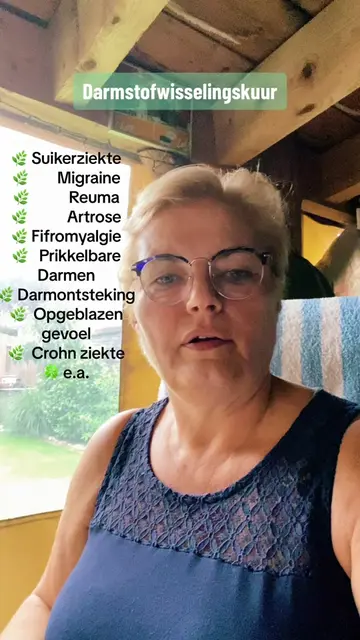 Darmstofwisselingskuur
🌿 Suikerziekte
🌿 Migraine
🌿 Reuma
🌿 Artrose
🌿 Fifromyalgie
🌿 Prikkelbare
Darmen
🌿 Darmontsteking
🌿 Opgeblazen
gevoel
🌿 Crohn ziekte
🍀 e.a.